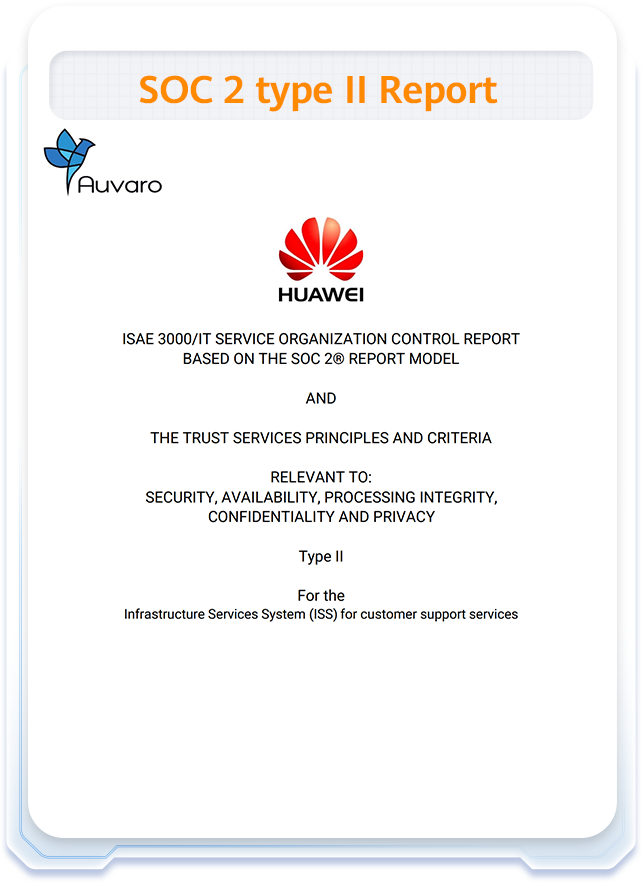 SOC 2 type II Report
Auvaro
HUAWEI
ISAE 3000/IT SERVICE ORGANIZATION CONTROL REPORT
BASED ON THE SOC 2® REPORT MODEL
AND
THE TRUST SERVICES PRINCIPLES AND CRITERIA
RELEVANT TO:
SECURITY, AVAILABILITY, PROCESSING INTEGRITY,
CONFIDENTIALITY AND PRIVACY
Type II
For the
Infrastructure Services System (ISS) for customer support services